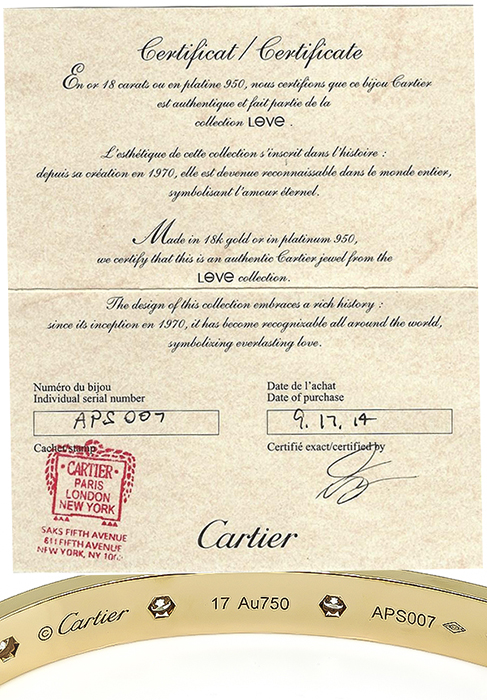 Certificat / Certificate
En or 18 carats ou en platine 950, nous certifions que ce bijou Cartier
est authentique et fait partie de la
collection LOVE .
L'esthétique de cette collection s'inscrit dans l'histoire :
depuis sa création en 1970, elle est devenue reconnaissable dans le monde entier,
symbolisant l'amour éternel.
Made in 18k gold or in platinum 950,
we certify that this is an authentic Cartier jewel from the
LOVE collection.
The design of this collection embraces a rich history :
since its inception en 1970, it has become recognizable all around the world,
symbolizing everlasting love.
Numéro du bijou
Individual serial number
APS 007
Date de l'achat
Date of purchase
9.17.14
Cachet/stamp
Certifié exact/certified by
CARTIER
PARIS
LONDON
NEW YORK
SAKS FIFTH AVENUE
611 FIFTH AVENUE
NEW YORK, NY
Cartier
© Cartier 17 Au750 APS007